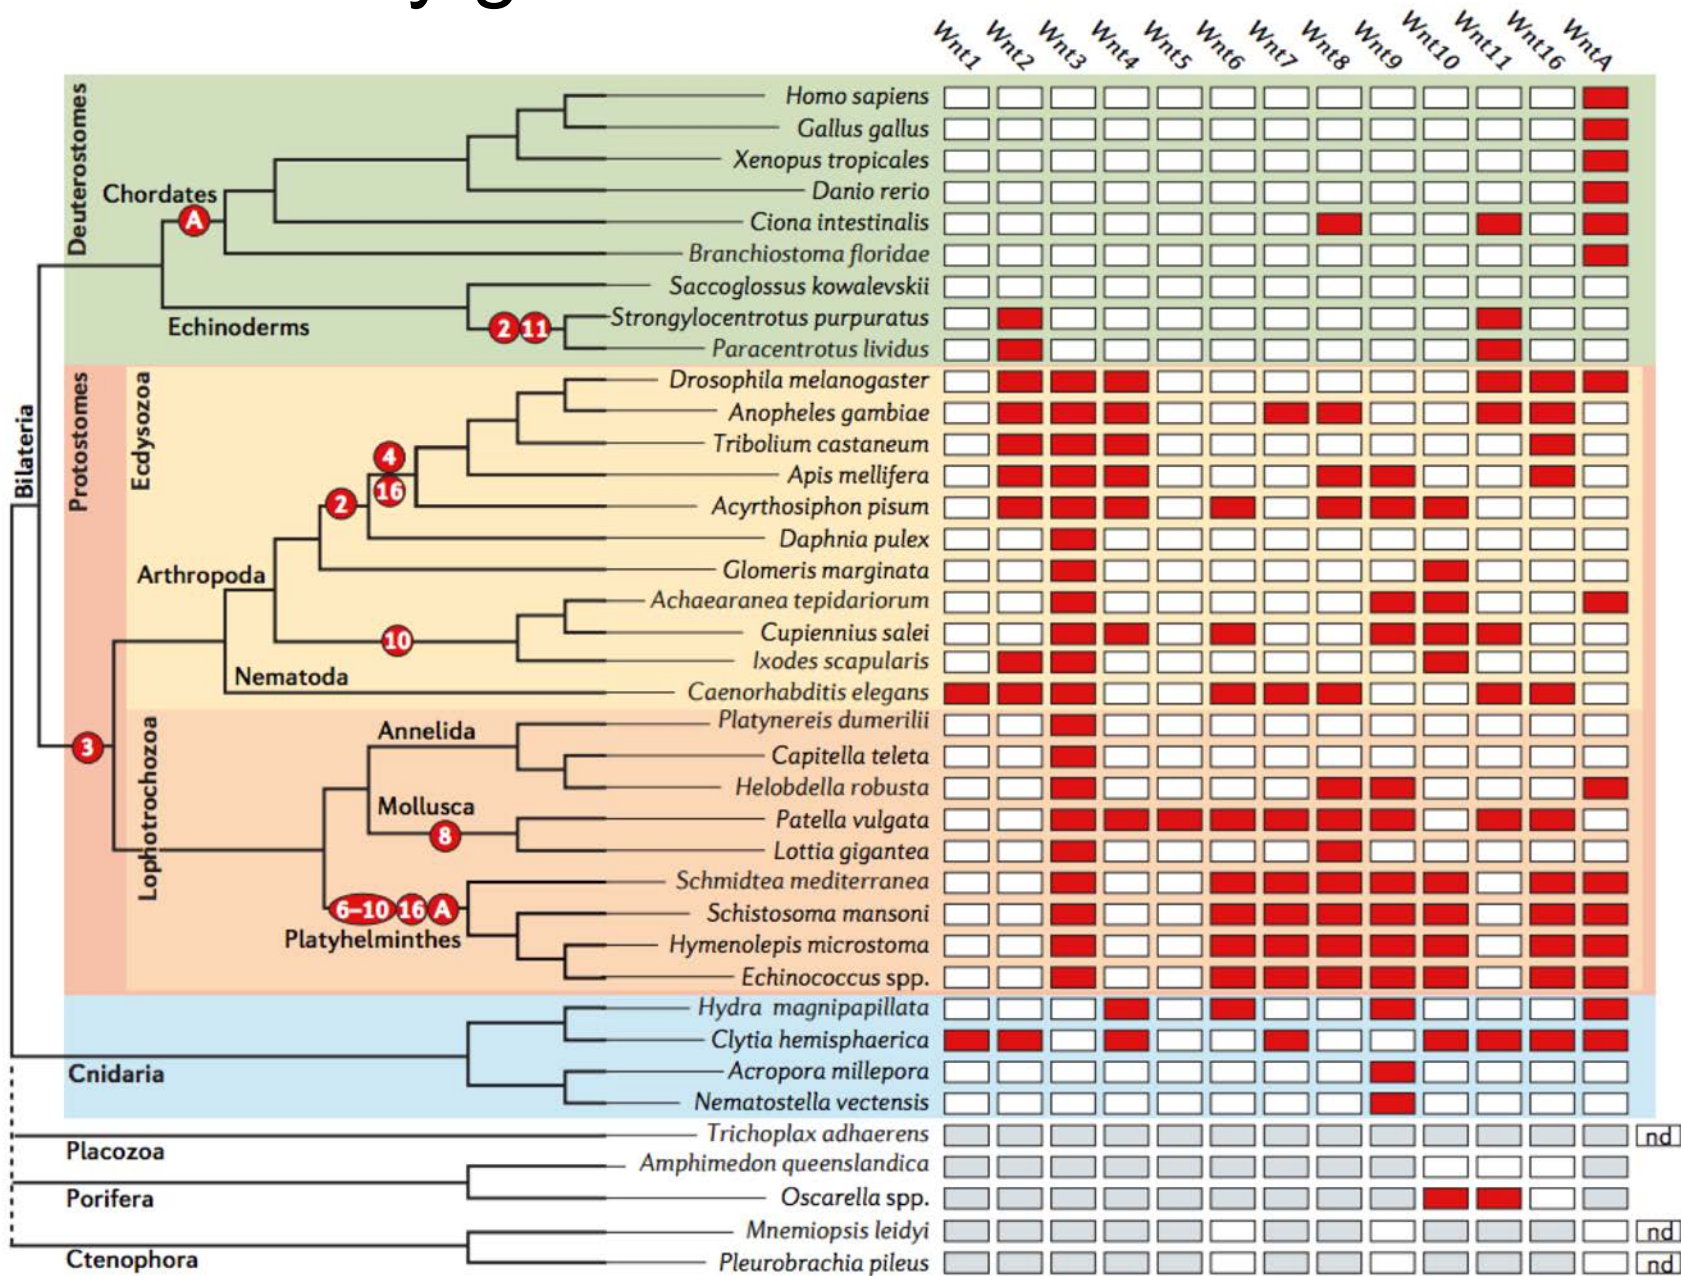 Wnt1 Wnt2 Wnt3 Wnt4 Wnt5 Wnt6 Wnt7 Wnt8 Wnt9 Wnt10 Wnt11 Wnt16 WntA
Deuterostomes
Homo sapiens
Gallus gallus
Xenopus tropicales
Danio rerio
Chordates
A
Ciona intestinalis
Branchiostoma floridae
Saccoglossus kowalevskii
Echinoderms
2 11
Strongylocentrotus purpuratus
Paracentrotus lividus
Bilateria
Protostomes
Ecdysozoa
Drosophila melanogaster
Anopheles gambiae
Tribolium castaneum
4
16
2
Apis mellifera
Acyrthosiphon pisum
Daphnia pulex
Arthropoda
Glomeris marginata
Achaearanea tepidariorum
10
Cupiennius salei
Ixodes scapularis
Nematoda
Caenorhabditis elegans
3
Lophotrochozoa
Annelida
Platynereis dumerilii
Capitella teleta
Helobdella robusta
Mollusca
8
Patella vulgata
Lottia gigantea
Schmidtea mediterranea
6–10 16 A
Platyhelminthes
Schistosoma mansoni
Hymenolepis microstoma
Echinococcus spp.
Hydra magnipapillata
Clytia hemisphaerica
Cnidaria
Acropora millepora
Nematostella vectensis
Trichoplax adhaerens nd
Placozoa
Amphimedon queenslandica
Porifera
Oscarella spp.
Mnemiopsis leidyi nd
Ctenophora
Pleurobrachia pileus nd